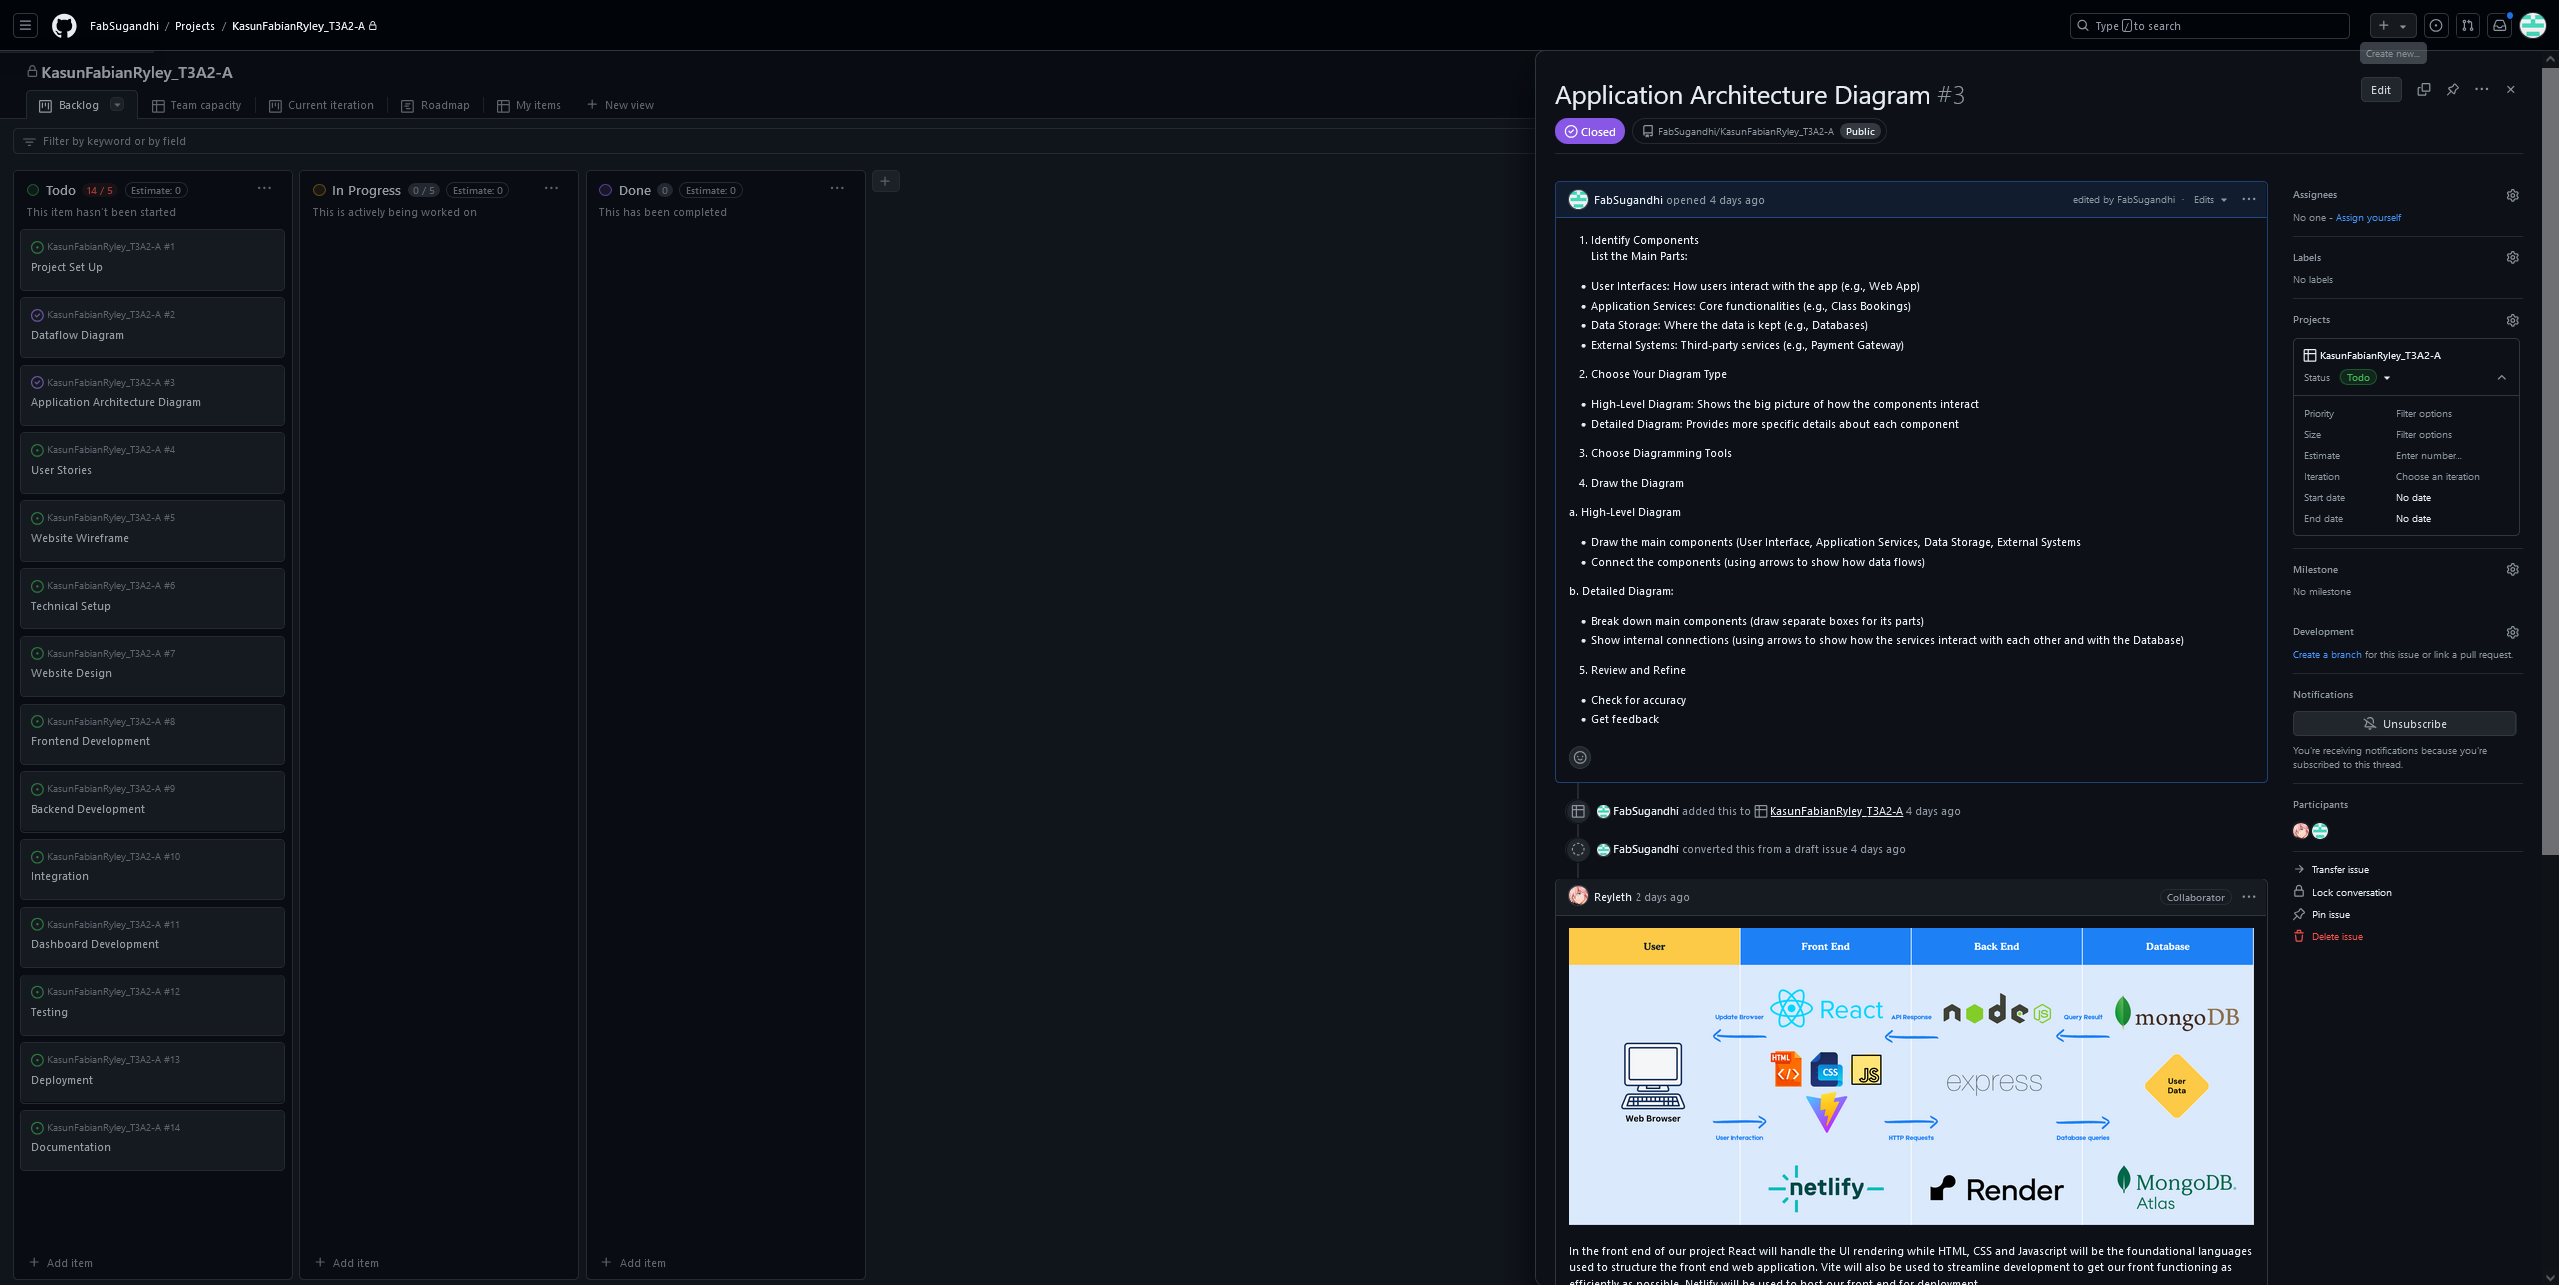 FabSugandhi / Projects / KasunFabianRyley_T3A2-A
Type / to search
Create new...
KasunFabianRyley_T3A2-A
Backlog
Team capacity
Current iteration
Roadmap
My items
New view
Filter by keyword or by field
Todo 14 / 5 Estimate: 0
This item hasn't been started
KasunFabianRyley_T3A2-A #1
Project Set Up
KasunFabianRyley_T3A2-A #2
Dataflow Diagram
KasunFabianRyley_T3A2-A #3
Application Architecture Diagram
KasunFabianRyley_T3A2-A #4
User Stories
KasunFabianRyley_T3A2-A #5
Website Wireframe
KasunFabianRyley_T3A2-A #6
Technical Setup
KasunFabianRyley_T3A2-A #7
Website Design
KasunFabianRyley_T3A2-A #8
Frontend Development
KasunFabianRyley_T3A2-A #9
Backend Development
KasunFabianRyley_T3A2-A #10
Integration
KasunFabianRyley_T3A2-A #11
Dashboard Development
KasunFabianRyley_T3A2-A #12
Testing
KasunFabianRyley_T3A2-A #13
Deployment
KasunFabianRyley_T3A2-A #14
Documentation
Add item
In Progress 0 / 5 Estimate: 0
This is actively being worked on
Add item
Done 0 Estimate: 0
This has been completed
Add item
Application Architecture Diagram #3
Edit
Closed
FabSugandhi/KasunFabianRyley_T3A2-A Public
FabSugandhi opened 4 days ago
edited by FabSugandhi · Edits
1. Identify Components
List the Main Parts:
• User Interfaces: How users interact with the app (e.g., Web App)
• Application Services: Core functionalities (e.g., Class Bookings)
• Data Storage: Where the data is kept (e.g., Databases)
• External Systems: Third-party services (e.g., Payment Gateway)
2. Choose Your Diagram Type
• High-Level Diagram: Shows the big picture of how the components interact
• Detailed Diagram: Provides more specific details about each component
3. Choose Diagramming Tools
4. Draw the Diagram
a. High-Level Diagram
• Draw the main components (User Interface, Application Services, Data Storage, External Systems
• Connect the components (using arrows to show how data flows)
b. Detailed Diagram:
• Break down main components (draw separate boxes for its parts)
• Show internal connections (using arrows to show how the services interact with each other and with the Database)
5. Review and Refine
• Check for accuracy
• Get feedback
FabSugandhi added this to KasunFabianRyley_T3A2-A 4 days ago
FabSugandhi converted this from a draft issue 4 days ago
Reyleth 2 days ago
Collaborator
User
Front End
Back End
Database
Update Browser
React
API Response
node
JS
Query Result
mongoDB
Web Browser
HTML
CSS
JS
express
User
Data
User Interaction
HTTP Requests
Database queries
netlify
Render
MongoDB.
Atlas
In the front end of our project React will handle the UI rendering while HTML, CSS and Javascript will be the foundational languages
used to structure the front end web application. Vite will also be used to streamline development to get our front functioning as
efficiently as possible. Netlify will be used to host our front end for deployment.
Assignees
No one - Assign yourself
Labels
No labels
Projects
KasunFabianRyley_T3A2-A
Status Todo
Priority Filter options
Size Filter options
Estimate Enter number...
Iteration Choose an iteration
Start date No date
End date No date
Milestone
No milestone
Development
Create a branch for this issue or link a pull request.
Notifications
Unsubscribe
You're receiving notifications because you're
subscribed to this thread.
Participants
Transfer issue
Lock conversation
Pin issue
Delete issue